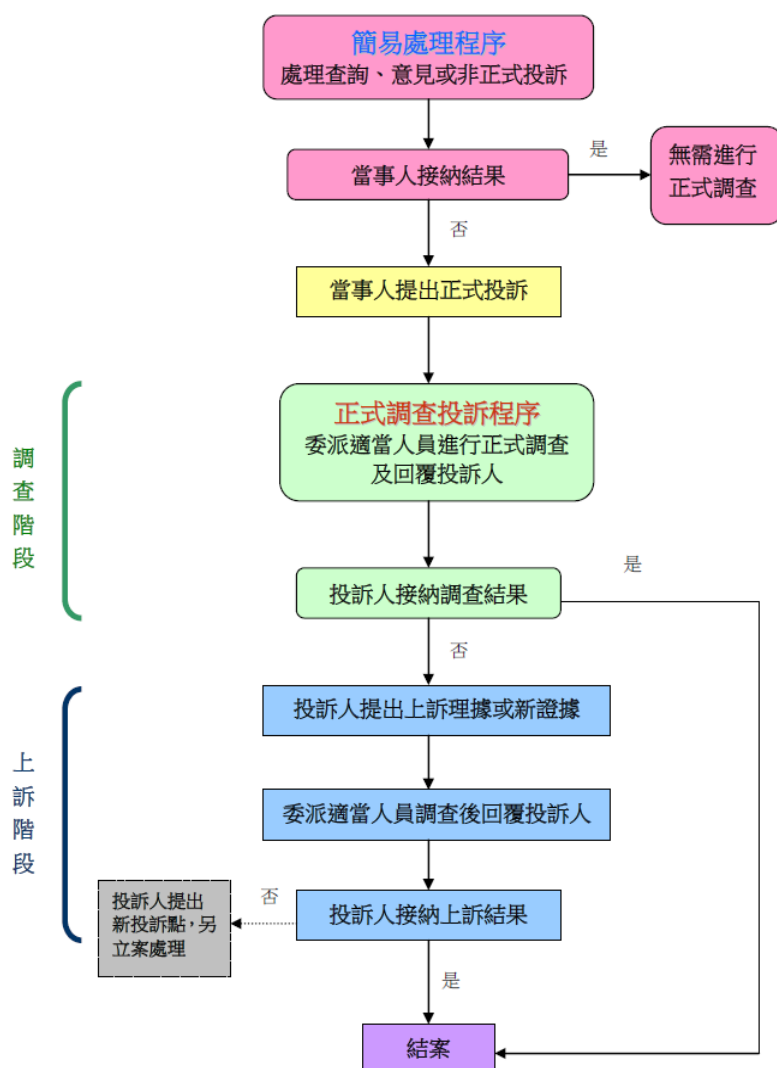 簡易處理程序
處理查詢、意見或非正式投訴
是
當事人接納結果
無需進行
正式調查
否
當事人提出正式投訴
調查階段
正式調查投訴程序
委派適當人員進行正式調查
及回覆投訴人
是
投訴人接納調查結果
否
上訴階段
投訴人提出上訴理據或新證據
委派適當人員調查後回覆投訴人
投訴人提出
新投訴點，另
立案處理
否
投訴人接納上訴結果
是
結案